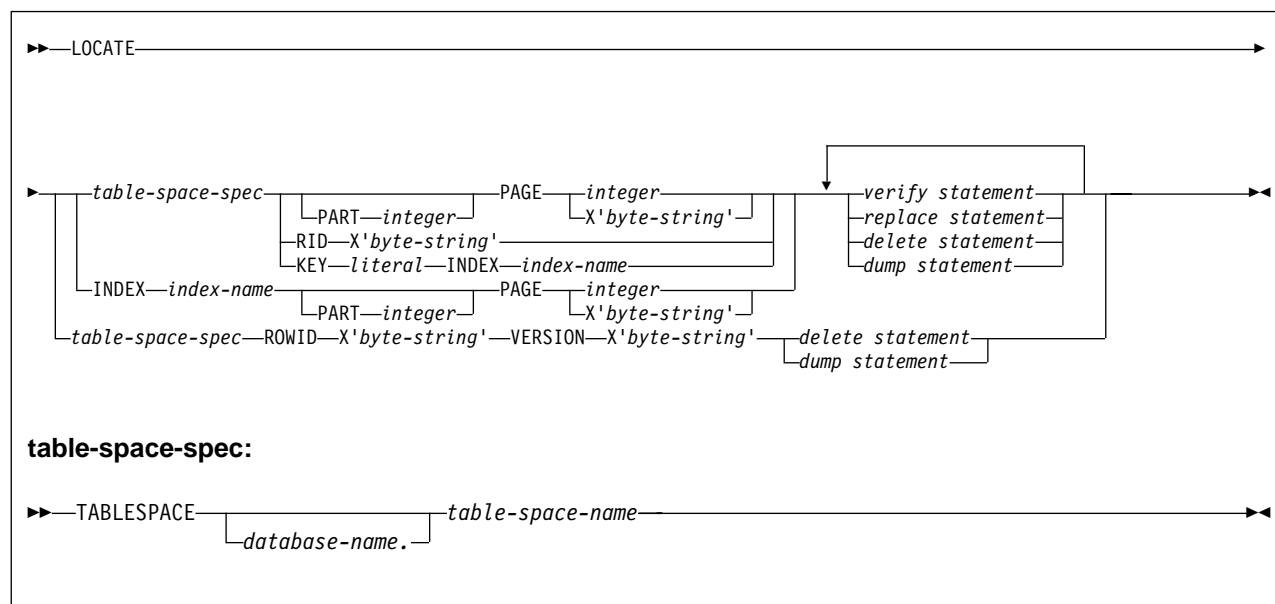 LOCATE
table-space-spec PAGE integer verify statement
PART integer X'byte-string' replace statement
RID X'byte-string' delete statement
KEY literal INDEX index-name dump statement
INDEX index-name PAGE integer
PART integer X'byte-string'
table-space-spec ROWID X'byte-string' VERSION X'byte-string' delete statement
dump statement
table-space-spec:
TABLESPACE table-space-name
database-name.